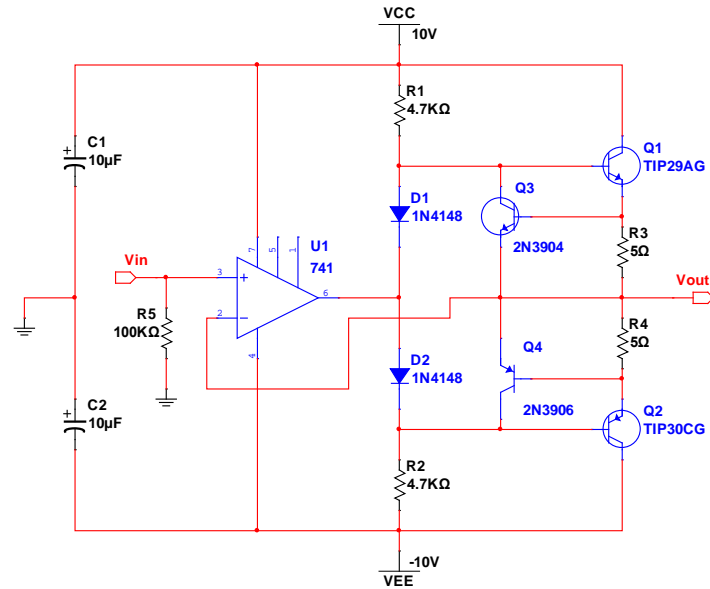 VCC
10V
R1
4.7KΩ
C1
10µF
+
Q1
TIP29AG
D1
1N4148
Q3
2N3904
R3
5Ω
U1
741
7
5
1
Vin
3
+
6
2
−
4
R5
100KΩ
Vout
R4
5Ω
Q4
2N3906
D2
1N4148
C2
10µF
+
Q2
TIP30CG
R2
4.7KΩ
-10V
VEE